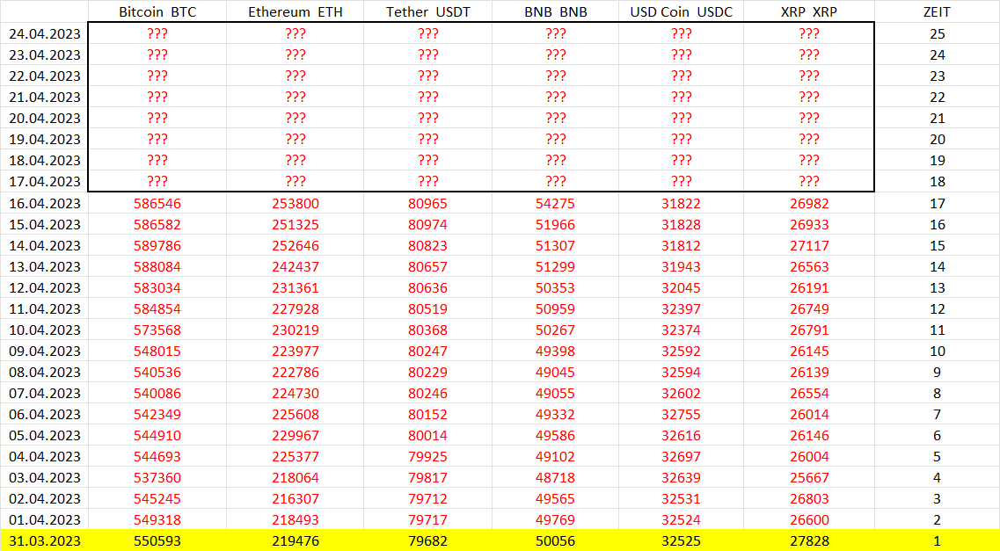 Bitcoin BTC Ethereum ETH Tether USDT BNB BNB USD Coin USDC XRP XRP ZEIT
24.04.2023 ??? ??? ??? ??? ??? ??? 25
23.04.2023 ??? ??? ??? ??? ??? ??? 24
22.04.2023 ??? ??? ??? ??? ??? ??? 23
21.04.2023 ??? ??? ??? ??? ??? ??? 22
20.04.2023 ??? ??? ??? ??? ??? ??? 21
19.04.2023 ??? ??? ??? ??? ??? ??? 20
18.04.2023 ??? ??? ??? ??? ??? ??? 19
17.04.2023 ??? ??? ??? ??? ??? ??? 18
16.04.2023 586546 253800 80965 54275 31822 26982 17
15.04.2023 586582 251325 80974 51966 31828 26933 16
14.04.2023 589786 252646 80823 51307 31812 27117 15
13.04.2023 588084 242437 80657 51299 31943 26563 14
12.04.2023 583034 231361 80636 50353 32045 26191 13
11.04.2023 584854 227928 80519 50959 32397 26749 12
10.04.2023 573568 230219 80368 50267 32374 26791 11
09.04.2023 548015 223977 80247 49398 32592 26145 10
08.04.2023 540536 222786 80229 49045 32594 26139 9
07.04.2023 540086 224730 80246 49055 32602 26554 8
06.04.2023 542349 225608 80152 49332 32755 26014 7
05.04.2023 544910 229967 80014 49586 32616 26146 6
04.04.2023 544693 225377 79925 49102 32697 26004 5
03.04.2023 537360 218064 79817 48718 32639 25667 4
02.04.2023 545245 216307 79712 49565 32531 26803 3
01.04.2023 549318 218493 79717 49769 32524 26600 2
31.03.2023 550593 219476 79682 50056 32525 27828 1